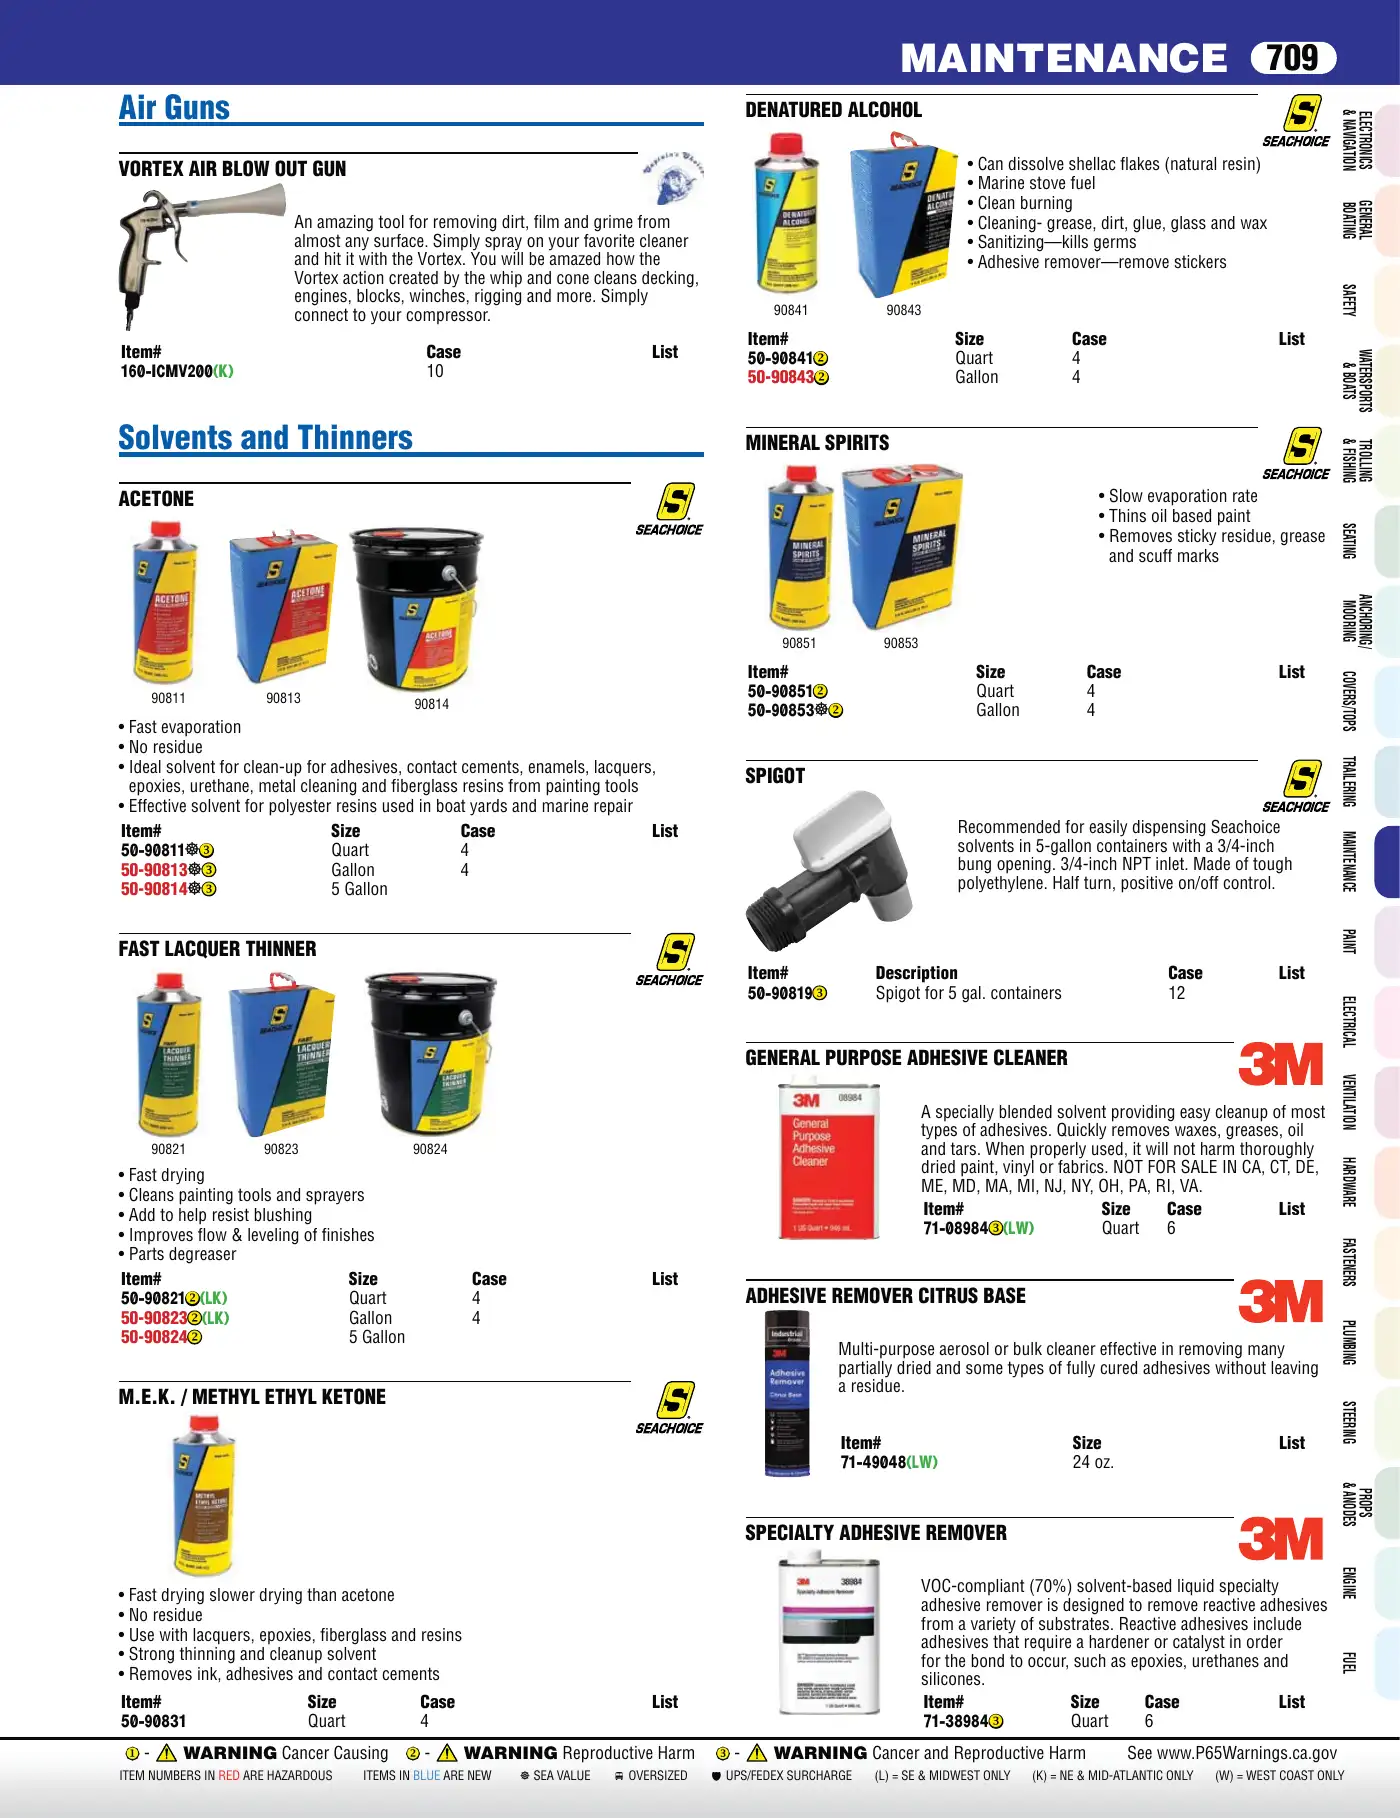 MAINTENANCE 709
Air Guns
VORTEX AIR BLOW OUT GUN
An amazing tool for removing dirt, film and grime from
almost any surface. Simply spray on your favorite cleaner
and hit it with the Vortex. You will be amazed how the
Vortex action created by the whip and cone cleans decking,
engines, blocks, winches, rigging and more. Simply
connect to your compressor.
Item# Case List
160-ICMV200(K) 10
Solvents and Thinners
ACETONE
SEACHOICE
90811 90813 90814
• Fast evaporation
• No residue
• Ideal solvent for clean-up for adhesives, contact cements, enamels, lacquers,
epoxies, urethane, metal cleaning and fiberglass resins from painting tools
• Effective solvent for polyester resins used in boat yards and marine repair
Item# Size Case List
50-90811☸3 Quart 4
50-90813☸3 Gallon 4
50-90814☸3 5 Gallon
FAST LACQUER THINNER
SEACHOICE
90821 90823 90824
• Fast drying
• Cleans painting tools and sprayers
• Add to help resist blushing
• Improves flow & leveling of finishes
• Parts degreaser
Item# Size Case List
50-908212(LK) Quart 4
50-908232(LK) Gallon 4
50-908242 5 Gallon
M.E.K. / METHYL ETHYL KETONE
SEACHOICE
• Fast drying slower drying than acetone
• No residue
• Use with lacquers, epoxies, fiberglass and resins
• Strong thinning and cleanup solvent
• Removes ink, adhesives and contact cements
Item# Size Case List
50-90831 Quart 4
DENATURED ALCOHOL
SEACHOICE
• Can dissolve shellac flakes (natural resin)
• Marine stove fuel
• Clean burning
• Cleaning- grease, dirt, glue, glass and wax
• Sanitizing—kills germs
• Adhesive remover—remove stickers
90841 90843
Item# Size Case List
50-908412 Quart 4
50-908432 Gallon 4
MINERAL SPIRITS
SEACHOICE
• Slow evaporation rate
• Thins oil based paint
• Removes sticky residue, grease
and scuff marks
90851 90853
Item# Size Case List
50-908512 Quart 4
50-90853☸2 Gallon 4
SPIGOT
SEACHOICE
Recommended for easily dispensing Seachoice
solvents in 5-gallon containers with a 3/4-inch
bung opening. 3/4-inch NPT inlet. Made of tough
polyethylene. Half turn, positive on/off control.
Item# Description Case List
50-908193 Spigot for 5 gal. containers 12
GENERAL PURPOSE ADHESIVE CLEANER
3M
3M 08984
General
Purpose
Adhesive
Cleaner
A specially blended solvent providing easy cleanup of most
types of adhesives. Quickly removes waxes, greases, oil
and tars. When properly used, it will not harm thoroughly
dried paint, vinyl or fabrics. NOT FOR SALE IN CA, CT, DE,
ME, MD, MA, MI, NJ, NY, OH, PA, RI, VA.
Item# Size Case List
71-089843(LW) Quart 6
ADHESIVE REMOVER CITRUS BASE
3M
Industrial
3M
Adhesive
Remover
Citrus Base
Multi-purpose aerosol or bulk cleaner effective in removing many
partially dried and some types of fully cured adhesives without leaving
a residue.
Item# Size List
71-49048(LW) 24 oz.
SPECIALTY ADHESIVE REMOVER
3M
3M 38984
Specialty Adhesive Remover
VOC-compliant (70%) solvent-based liquid specialty
adhesive remover is designed to remove reactive adhesives
from a variety of substrates. Reactive adhesives include
adhesives that require a hardener or catalyst in order
for the bond to occur, such as epoxies, urethanes and
silicones.
Item# Size Case List
71-389843 Quart 6
ELECTRONICS
& NAVIGATION
GENERAL
BOATING
SAFETY
WATERSPORTS
& BOATS
TROLLING
& FISHING
SEATING
ANCHORING/
MOORING
COVERS/TOPS
TRAILERING
MAINTENANCE
PAINT
ELECTRICAL
VENTILATION
HARDWARE
FASTENERS
PLUMBING
STEERING
PROPS
& ANODES
ENGINE
FUEL
1 - ⚠ WARNING Cancer Causing 2 - ⚠ WARNING Reproductive Harm 3 - ⚠ WARNING Cancer and Reproductive Harm See www.P65Warnings.ca.gov
ITEM NUMBERS IN RED ARE HAZARDOUS ITEMS IN BLUE ARE NEW ☸ SEA VALUE OVERSIZED UPS/FEDEX SURCHARGE (L) = SE & MIDWEST ONLY (K) = NE & MID-ATLANTIC ONLY (W) = WEST COAST ONLY